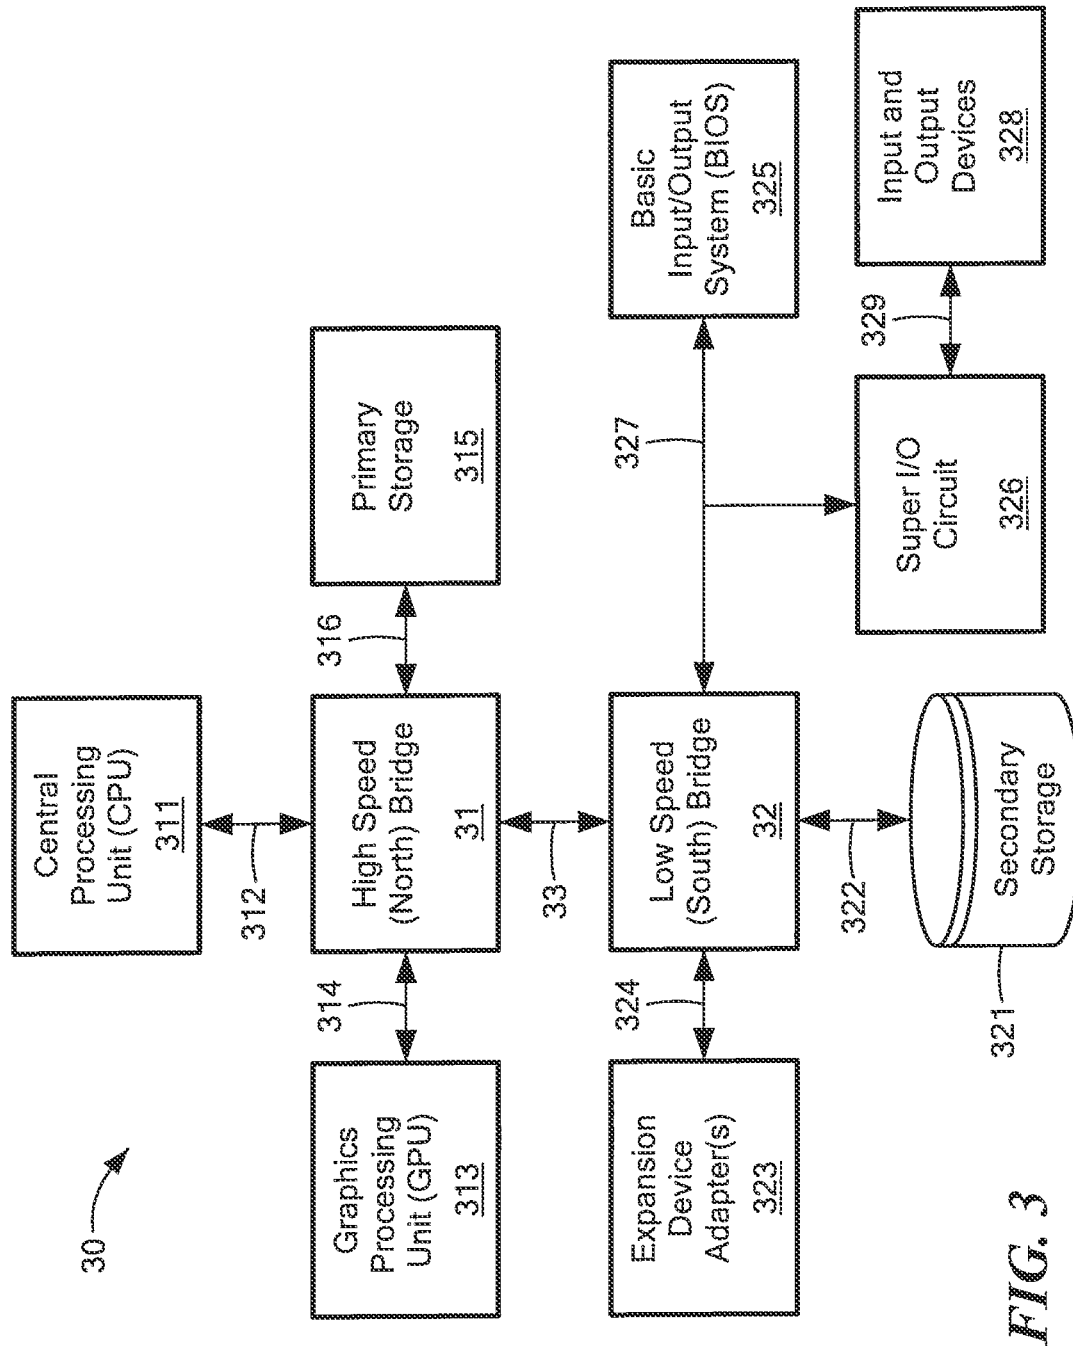 30
Central
Processing
Unit (CPU)
311
312
Graphics
Processing
Unit (GPU)
313
314
High Speed
(North) Bridge
31
316
Primary
Storage
315
33
Expansion
Device
Adapter(s)
323
324
Low Speed
(South) Bridge
32
327
Basic
Input/Output
System (BIOS)
325
322
321
Secondary
Storage
Super I/O
Circuit
326
329
Input and
Output
Devices
328
FIG. 3